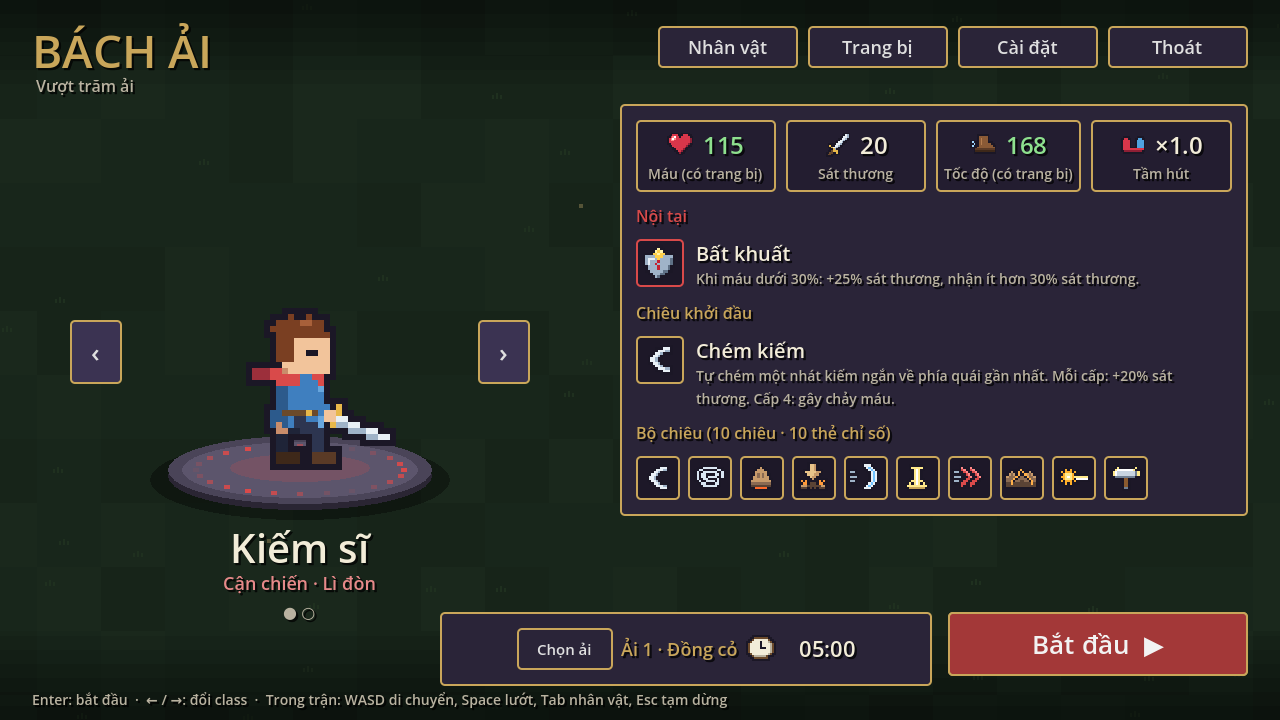 BÁCH ẢI
Vượt trăm ải
Nhân vật
Trang bị
Cài đặt
Thoát
115
Máu (có trang bị)
20
Sát thương
168
Tốc độ (có trang bị)
×1.0
Tầm hút
Nội tại
Bất khuất
Khi máu dưới 30%: +25% sát thương, nhận ít hơn 30% sát thương.
Chiêu khởi đầu
Chém kiếm
Tự chém một nhát kiếm ngắn về phía quái gần nhất. Mỗi cấp: +20% sát
thương. Cấp 4: gây chảy máu.
Bộ chiêu (10 chiêu · 10 thẻ chỉ số)
‹
›
Kiếm sĩ
Cận chiến · Lì đòn
Chọn ải
Ải 1 · Đồng cỏ
05:00
Bắt đầu ▶
Enter: bắt đầu · ← / →: đổi class · Trong trận: WASD di chuyển, Space lướt, Tab nhân vật, Esc tạm dừng